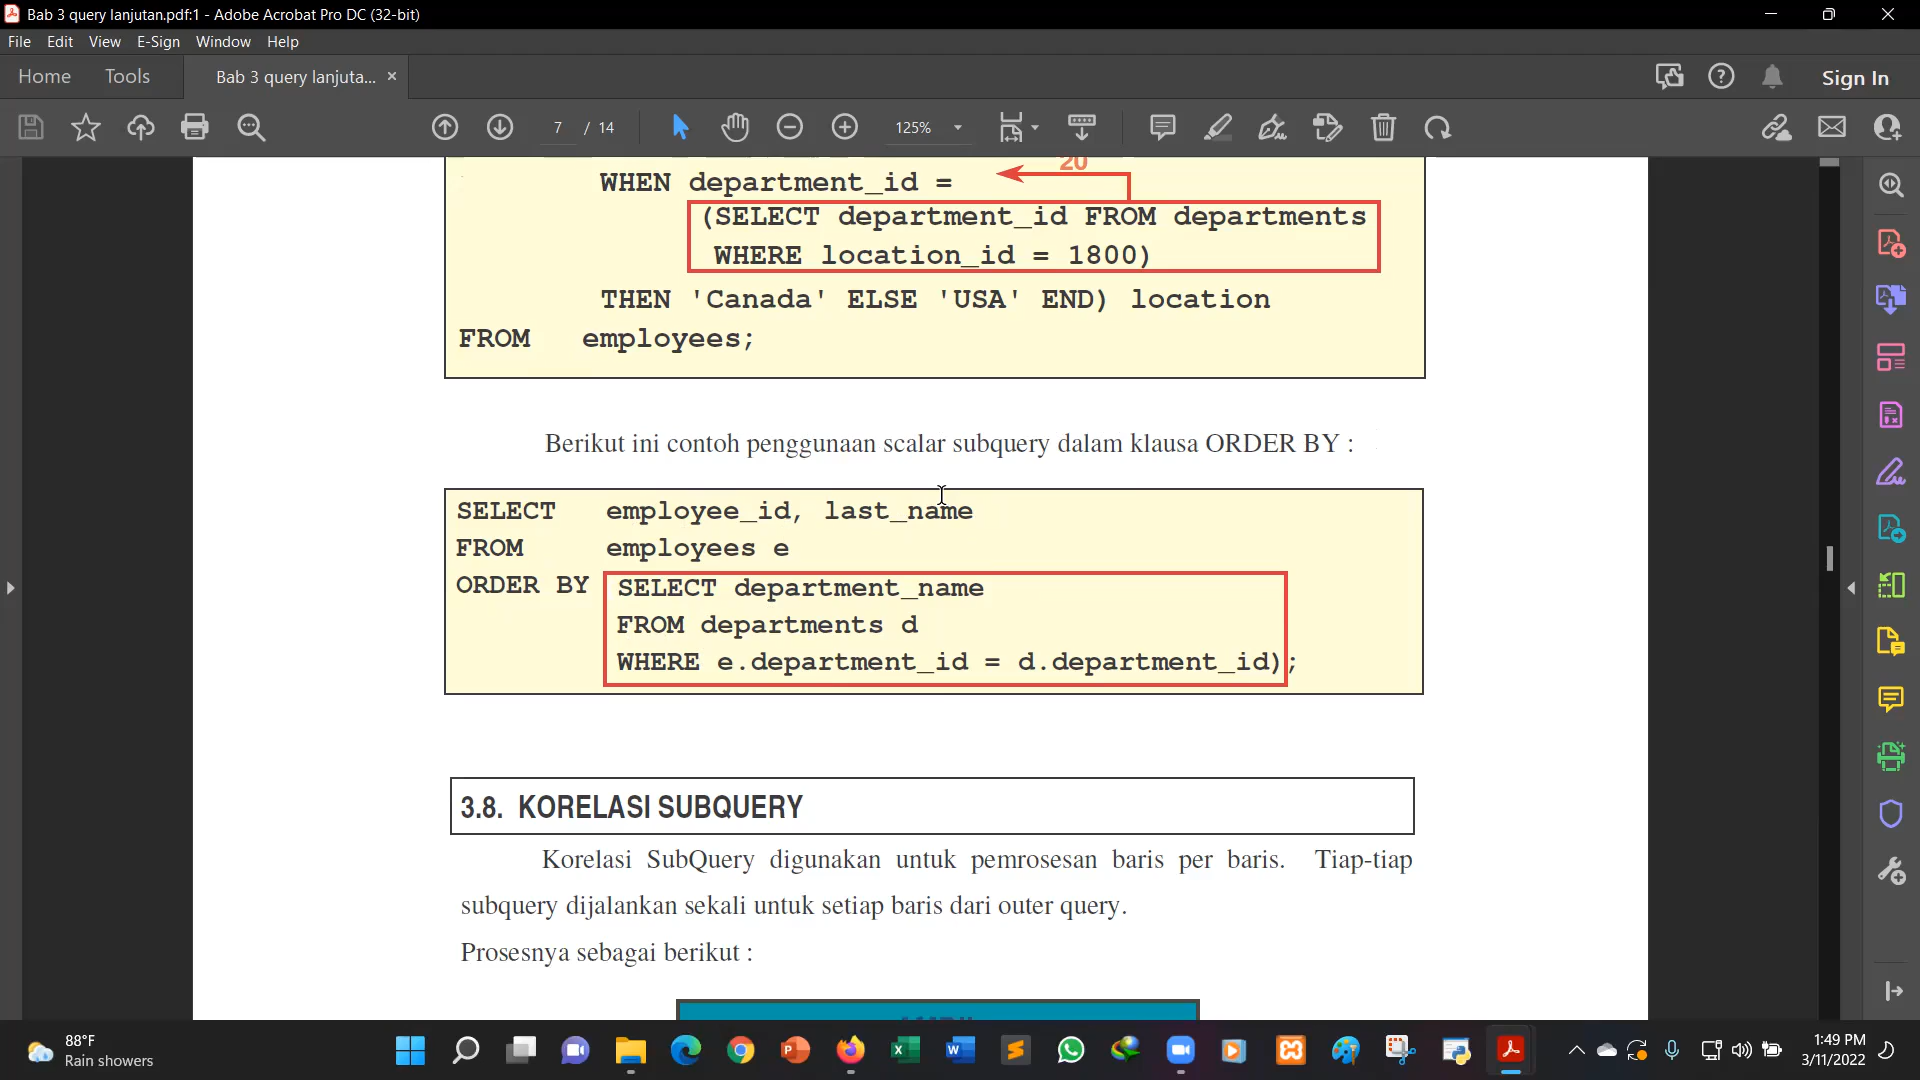 Bab 3 query lanjutan.pdf:1 - Adobe Acrobat Pro DC (32-bit)
File Edit View E-Sign Window Help
Home Tools Bab 3 query lanjuta... × Sign In
7 / 14 125%
20
WHEN department_id =
(SELECT department_id FROM departments
WHERE location_id = 1800)
THEN 'Canada' ELSE 'USA' END) location
FROM employees;
Berikut ini contoh penggunaan scalar subquery dalam klausa ORDER BY :
SELECT employee_id, last_name
FROM employees e
ORDER BY SELECT department_name
FROM departments d
WHERE e.department_id = d.department_id);
3.8. KORELASI SUBQUERY
Korelasi SubQuery digunakan untuk pemrosesan baris per baris. Tiap-tiap
subquery dijalankan sekali untuk setiap baris dari outer query.
Prosesnya sebagai berikut :
88°F
Rain showers
1:49 PM
3/11/2022